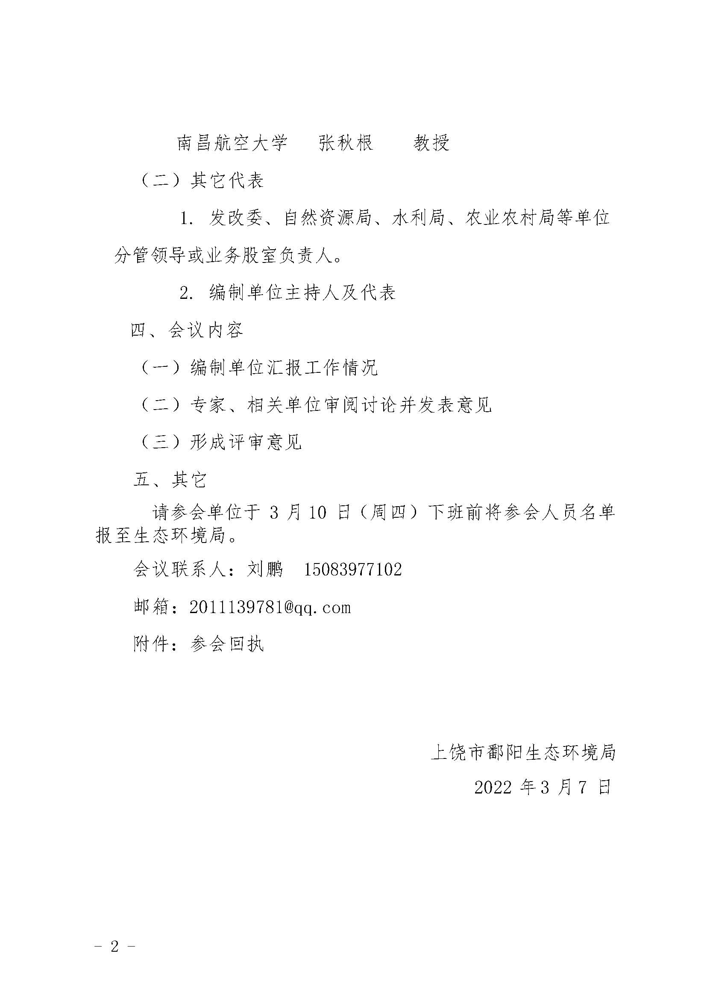 南昌航空大学 张秋根 教授
（二）其它代表
1. 发改委、自然资源局、水利局、农业农村局等单位
分管领导或业务股室负责人。
2. 编制单位主持人及代表
四、会议内容
（一）编制单位汇报工作情况
（二）专家、相关单位审阅讨论并发表意见
（三）形成评审意见
五、其它
请参会单位于 3 月 10 日（周四）下班前将参会人员名单
报至生态环境局。
会议联系人：刘鹏 15083977102
邮箱：2011139781@qq.com
附件：参会回执
上饶市鄱阳生态环境局
2022 年 3 月 7 日
- 2 -